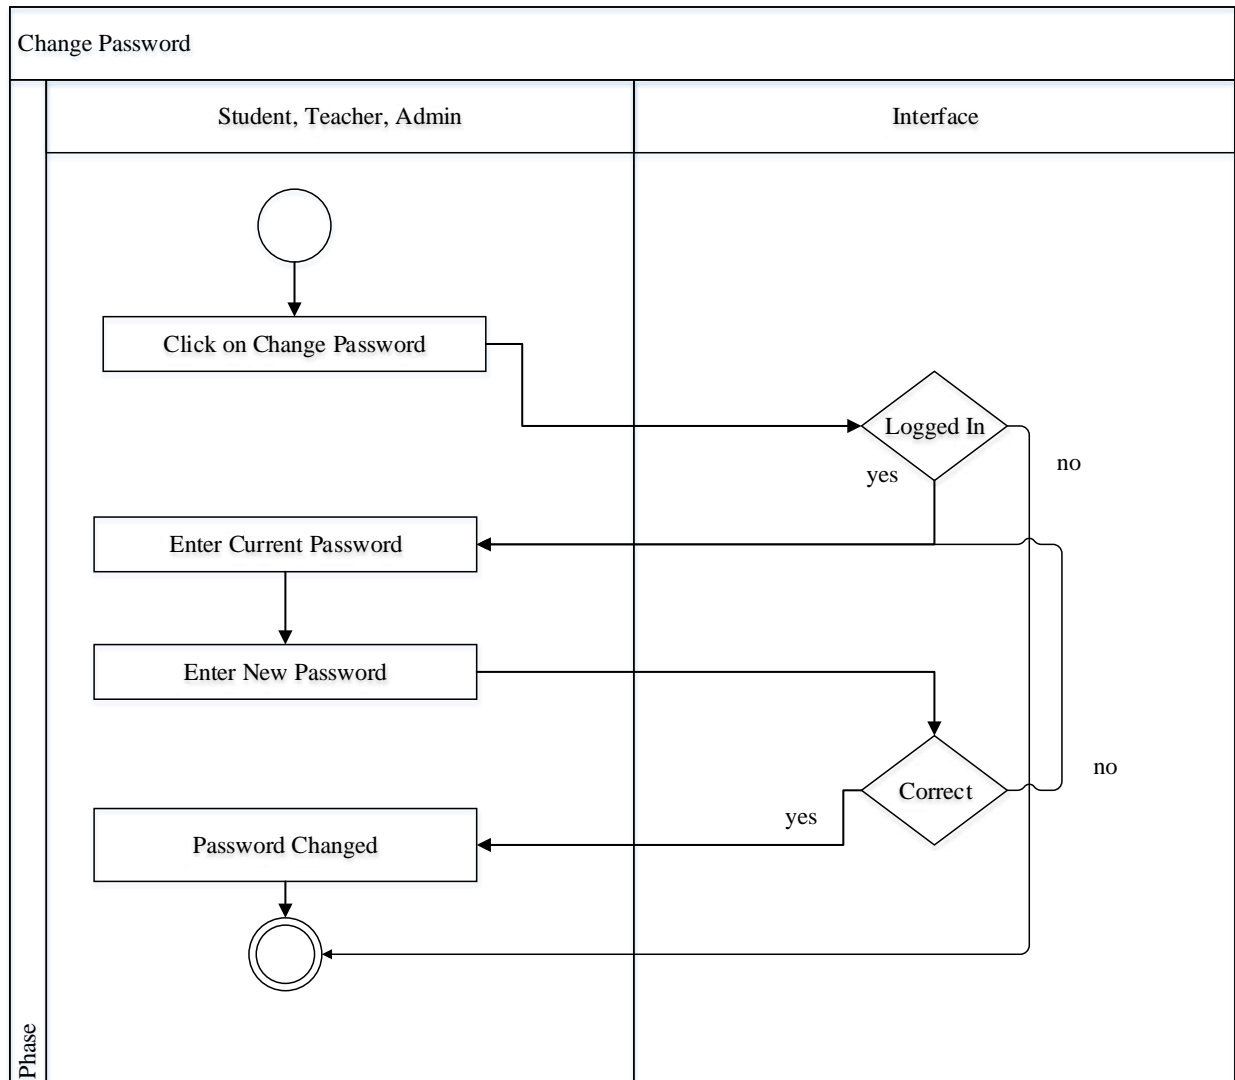 Change Password
Student, Teacher, Admin
Interface
Click on Change Password
Logged In
yes
no
Enter Current Password
Enter New Password
Correct
no
yes
Password Changed
Phase